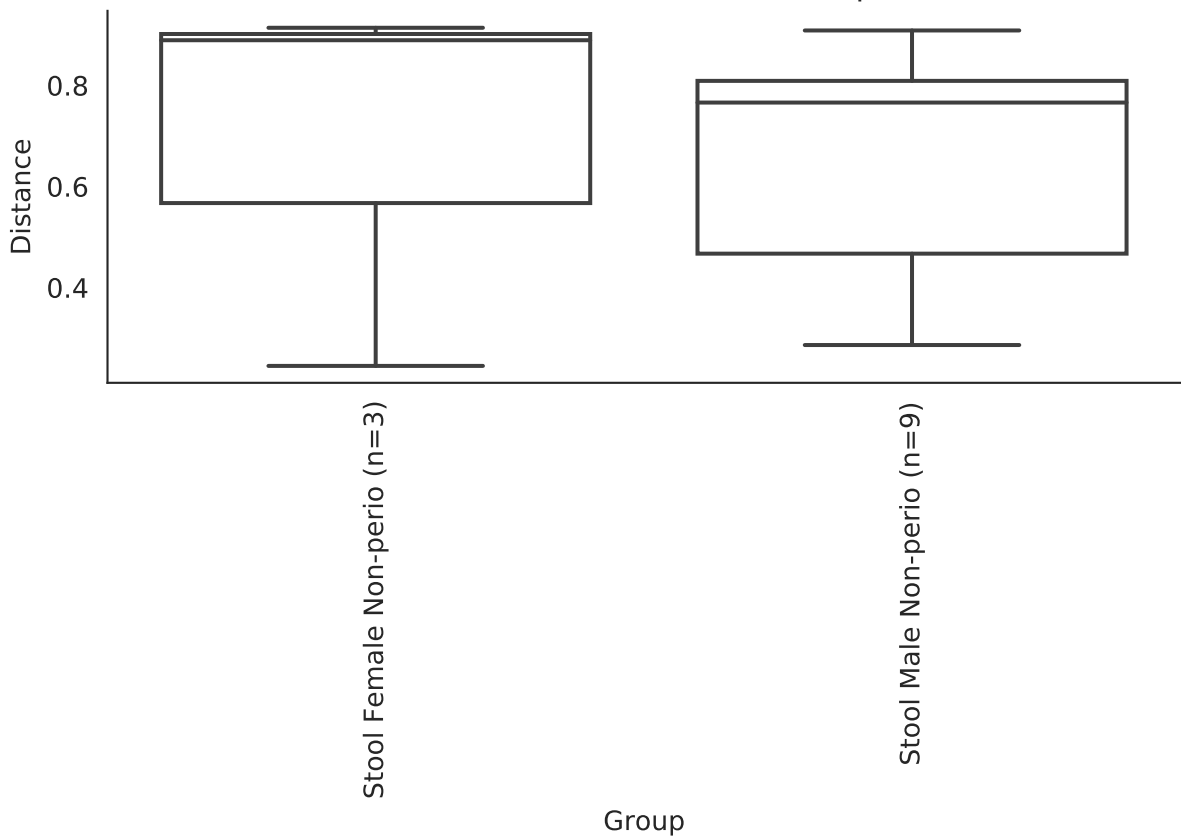 Distance
0.8
0.6
0.4
Stool Female Non-perio (n=3)
Stool Male Non-perio (n=9)
Group